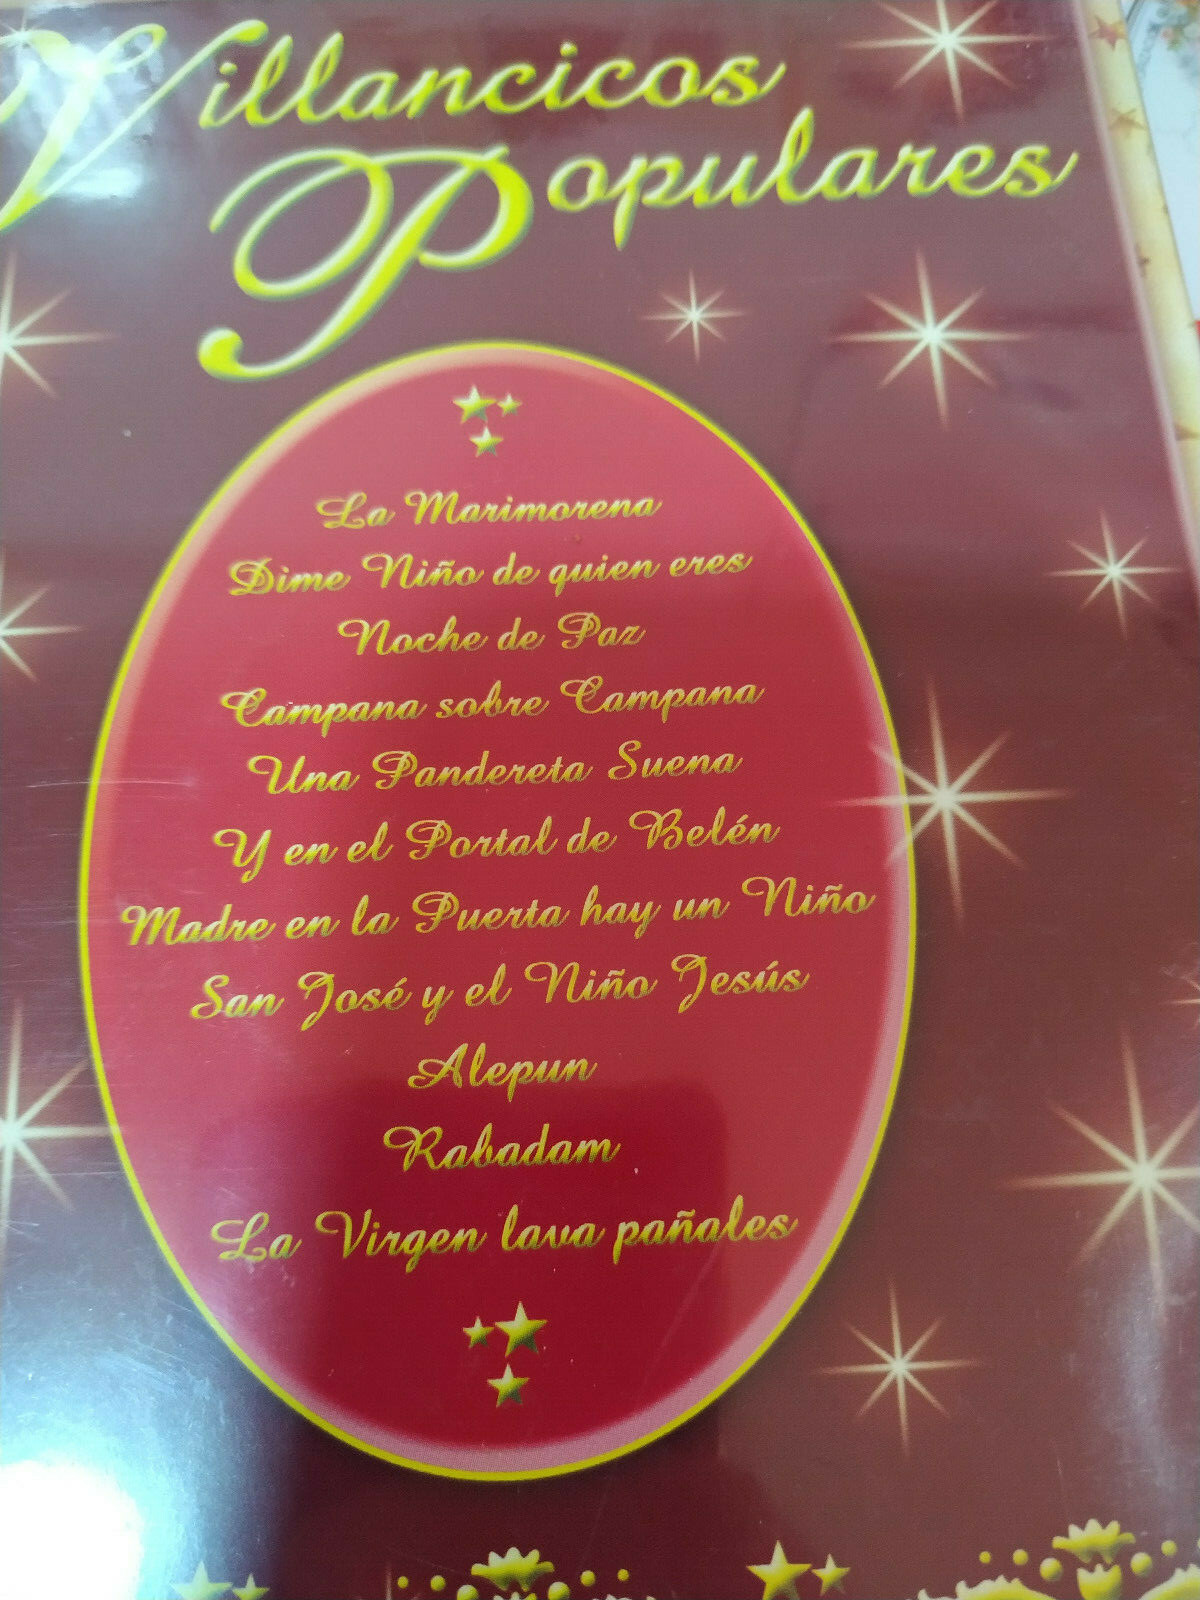 Villancicos
Populares
La Marimorena
Dime Niño de quien eres
Noche de Paz
Campana sobre Campana
Una Pandereta Suena
Y en el Portal de Belén
Madre en la Puerta hay un Niño
San José y el Niño Jesús
Alepun
Rabadam
La Virgen lava pañales